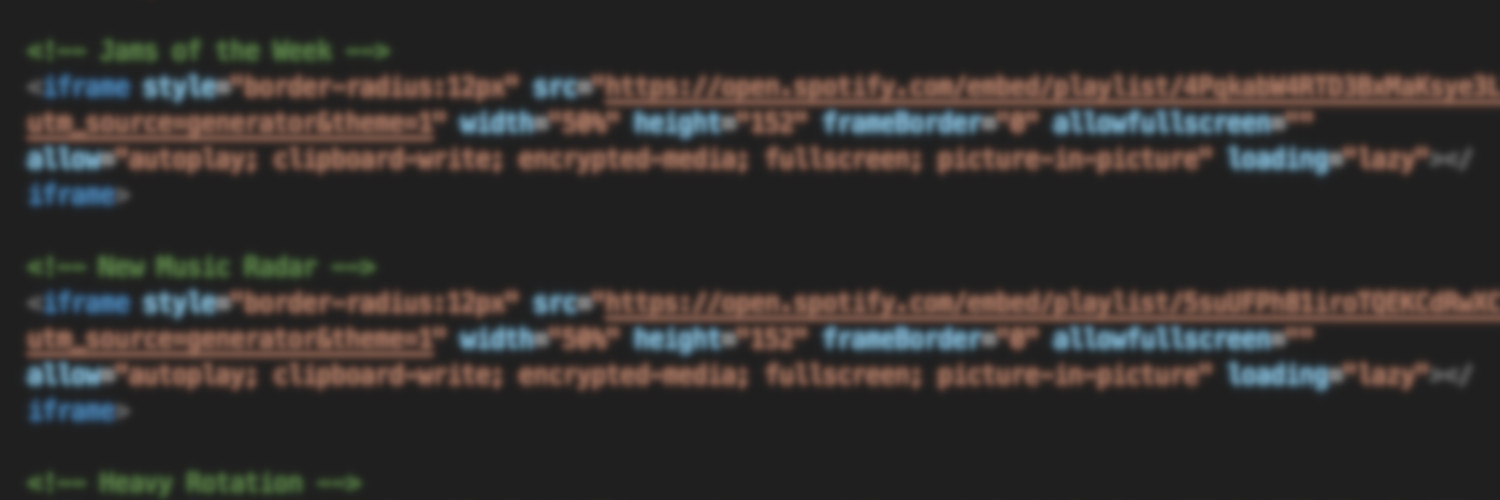 <!-- Jams of the Week -->
<iframe style="border-radius:12px" src="https://open.spotify.com/embed/playlist/
utm_source=generator&theme=1" width="50%" height="152" frameBorder="0" allowfullscreen=""
allow="autoplay; clipboard-write; encrypted-media; fullscreen; picture-in-picture" loading="lazy"></
iframe>
<!-- New Music Radar -->
<iframe style="border-radius:12px" src="https://open.spotify.com/embed/playlist/
utm_source=generator&theme=1" width="50%" height="152" frameBorder="0" allowfullscreen=""
allow="autoplay; clipboard-write; encrypted-media; fullscreen; picture-in-picture" loading="lazy"></
iframe>
<!-- Heavy Rotation -->